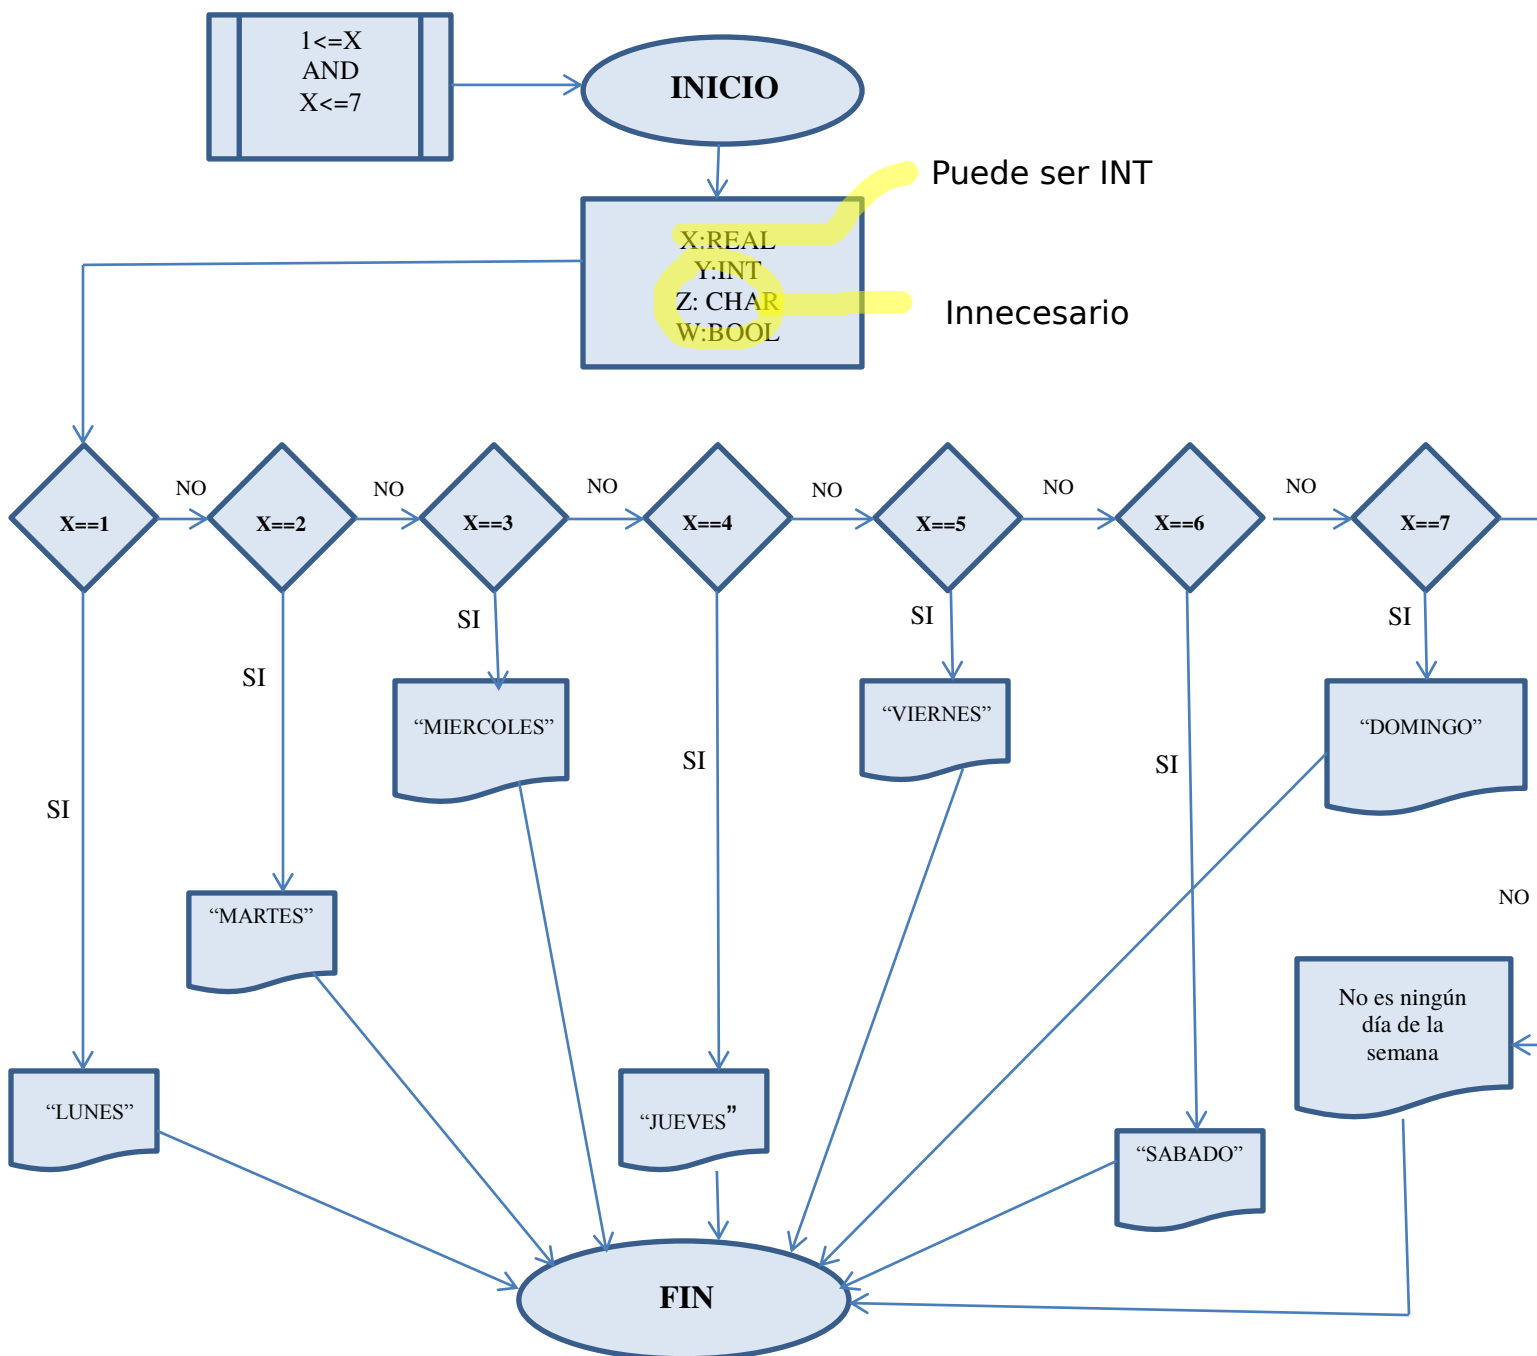 1<=X
AND
X<=7
INICIO
Puede ser INT
X:REAL
Y:INT
Z: CHAR
W:BOOL
Innecesario
X==1
NO
X==2
NO
X==3
NO
X==4
NO
X==5
NO
X==6
NO
X==7
SI
SI
SI
SI
SI
SI
SI
“MIERCOLES”
“VIERNES”
“DOMINGO”
“MARTES”
NO
No es ningún
día de la
semana
“LUNES”
“JUEVES”
“SABADO”
FIN